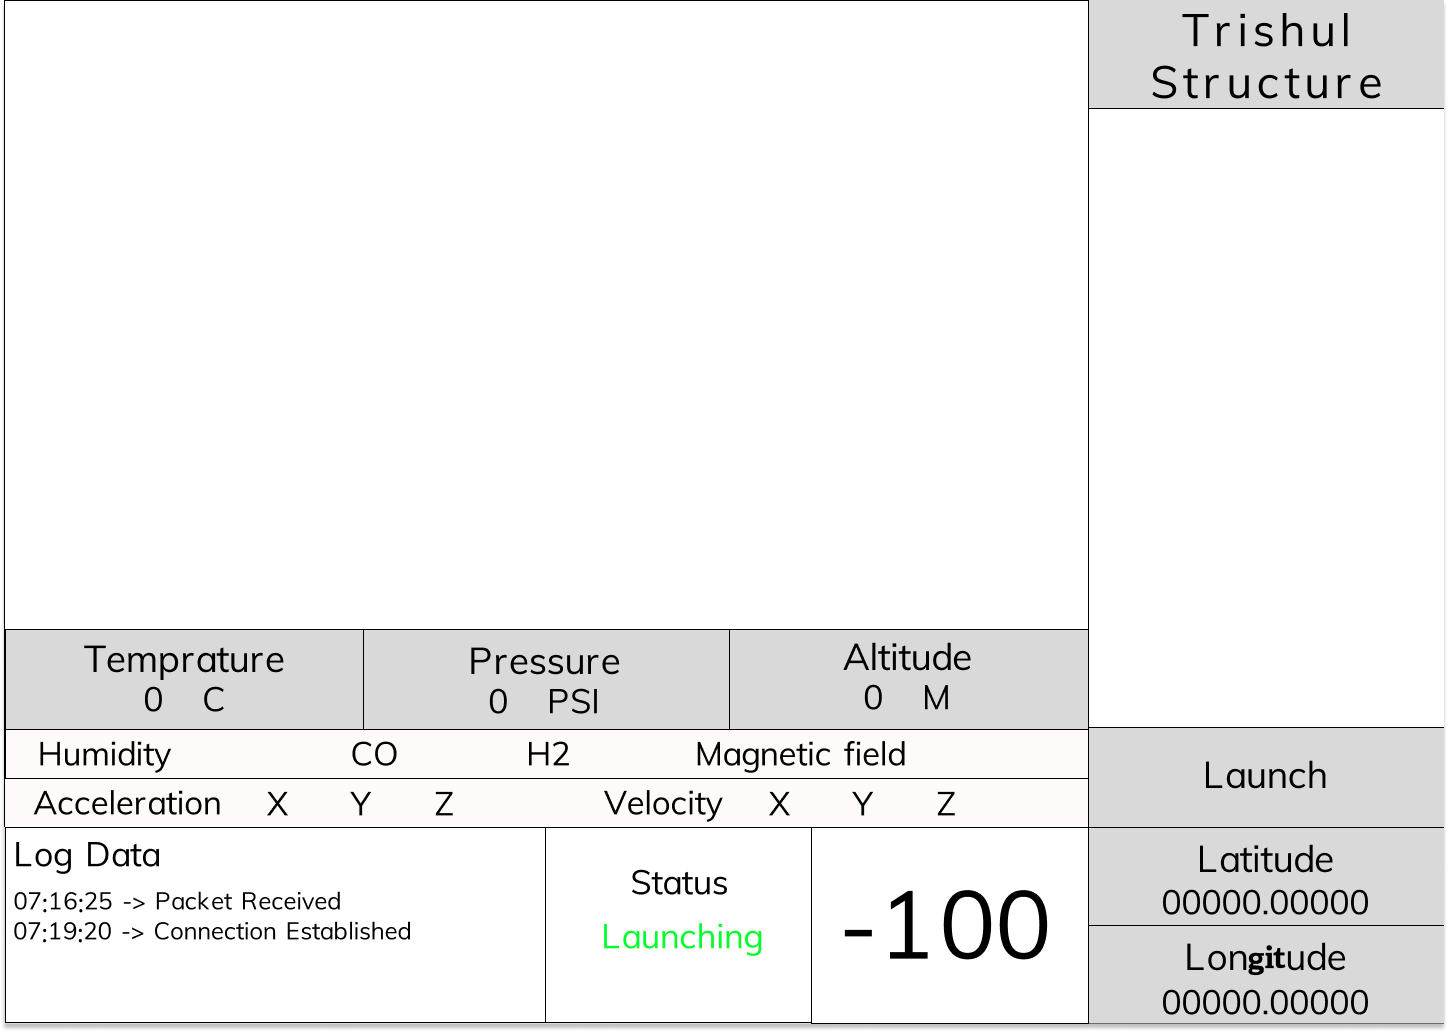 Trishul
Structure
Temprature
0 C
Pressure
0 PSI
Altitude
0 M
Humidity CO H2 Magnetic field
Acceleration X Y Z Velocity X Y Z
Launch
Log Data
07:16:25 -> Packet Received
07:19:20 -> Connection Established
Status
Launching
-100
Latitude
00000.00000
Longitude
00000.00000